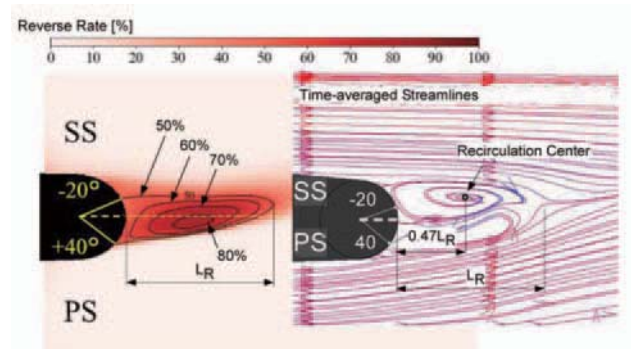 Reverse Rate [%]
0 10 20 30 40 50 60 70 80 90 100
Time-averaged Streamlines
SS
50%
60%
70%
Recirculation Center
-20°
+40°
80%
SS
-20
PS
40
0.47LR
LR
LR
PS